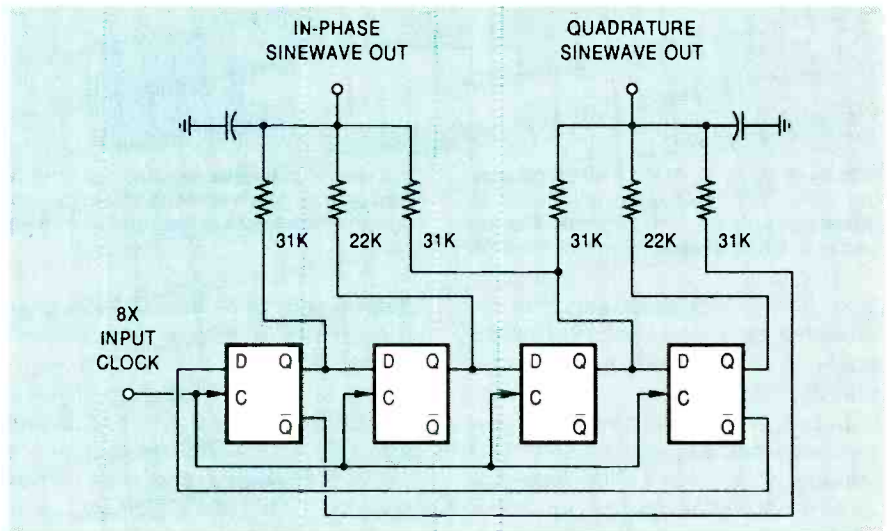 IN-PHASE
SINEWAVE OUT
QUADRATURE
SINEWAVE OUT
31K 22K 31K 31K 22K 31K
8X
INPUT
CLOCK
D Q D Q D Q D Q
C C C C
Q̅ Q̅ Q̅ Q̅